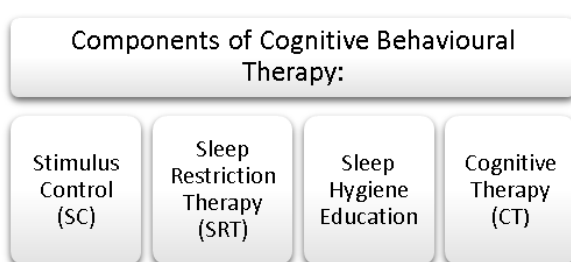 Components of Cognitive Behavioural
Therapy:
Stimulus
Control
(SC)
Sleep
Restriction
Therapy
(SRT)
Sleep
Hygiene
Education
Cognitive
Therapy
(CT)